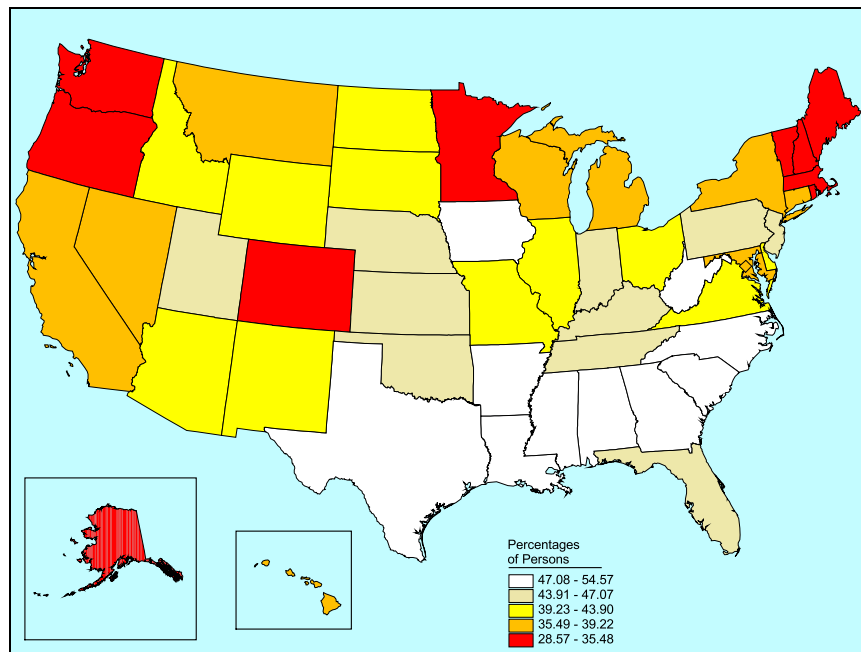 Percentages
of Persons
47.08 - 54.57
43.91 - 47.07
39.23 - 43.90
35.49 - 39.22
28.57 - 35.48